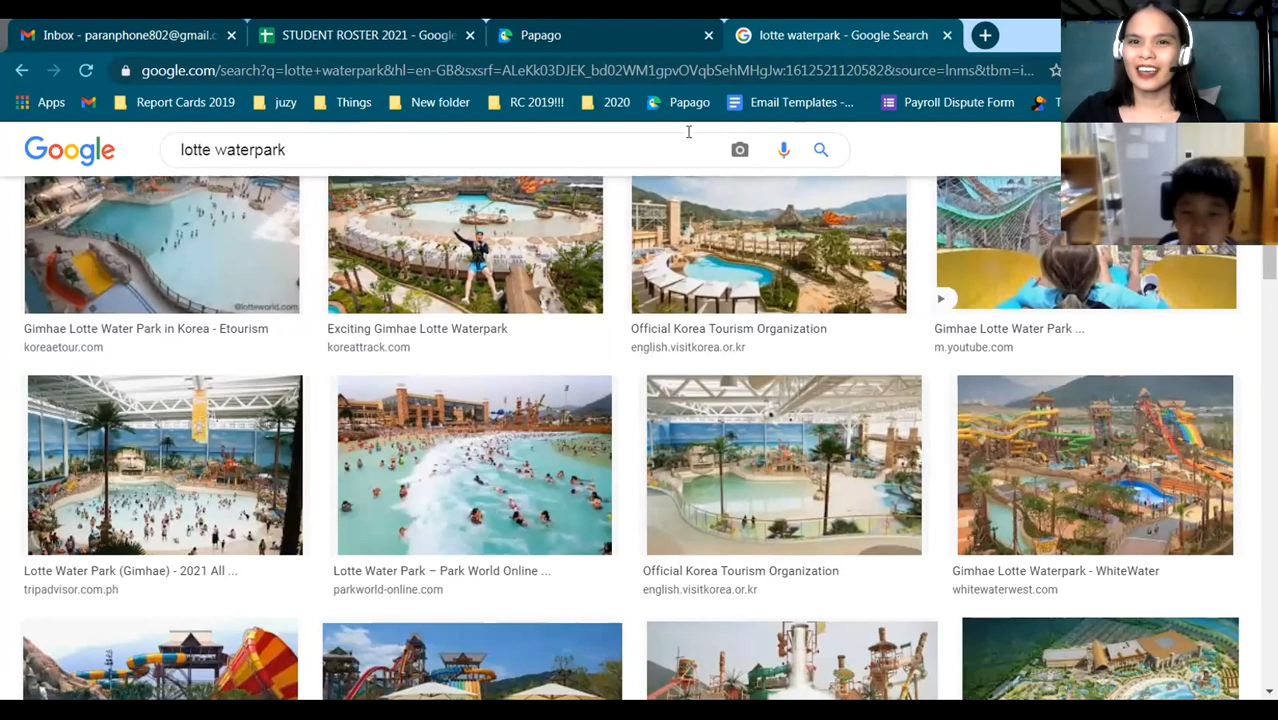 Inbox - paranphone802@gmail.c
STUDENT ROSTER 2021 - Google
Papago
lotte waterpark - Google Search
google.com/search?q=lotte+waterpark&hl=en-GB&sxsrf=ALeKk03DJEK_bd02WM1gpvOVqbSehMHgJw:1612521120582&source=lnms&tbm=i...
Apps
Report Cards 2019
juzy
Things
New folder
RC 2019!!!
2020
Papago
Email Templates -...
Payroll Dispute Form
Google
lotte waterpark
@lotteworld.com
Gimhae Lotte Water Park in Korea - Etourism
koreaetour.com
Exciting Gimhae Lotte Waterpark
koreattrack.com
Official Korea Tourism Organization
english.visitkorea.or.kr
Gimhae Lotte Water Park ...
m.youtube.com
Lotte Water Park (Gimhae) - 2021 All ...
tripadvisor.com.ph
Lotte Water Park – Park World Online ...
parkworld-online.com
Official Korea Tourism Organization
english.visitkorea.or.kr
Gimhae Lotte Waterpark - WhiteWater
whitewaterwest.com